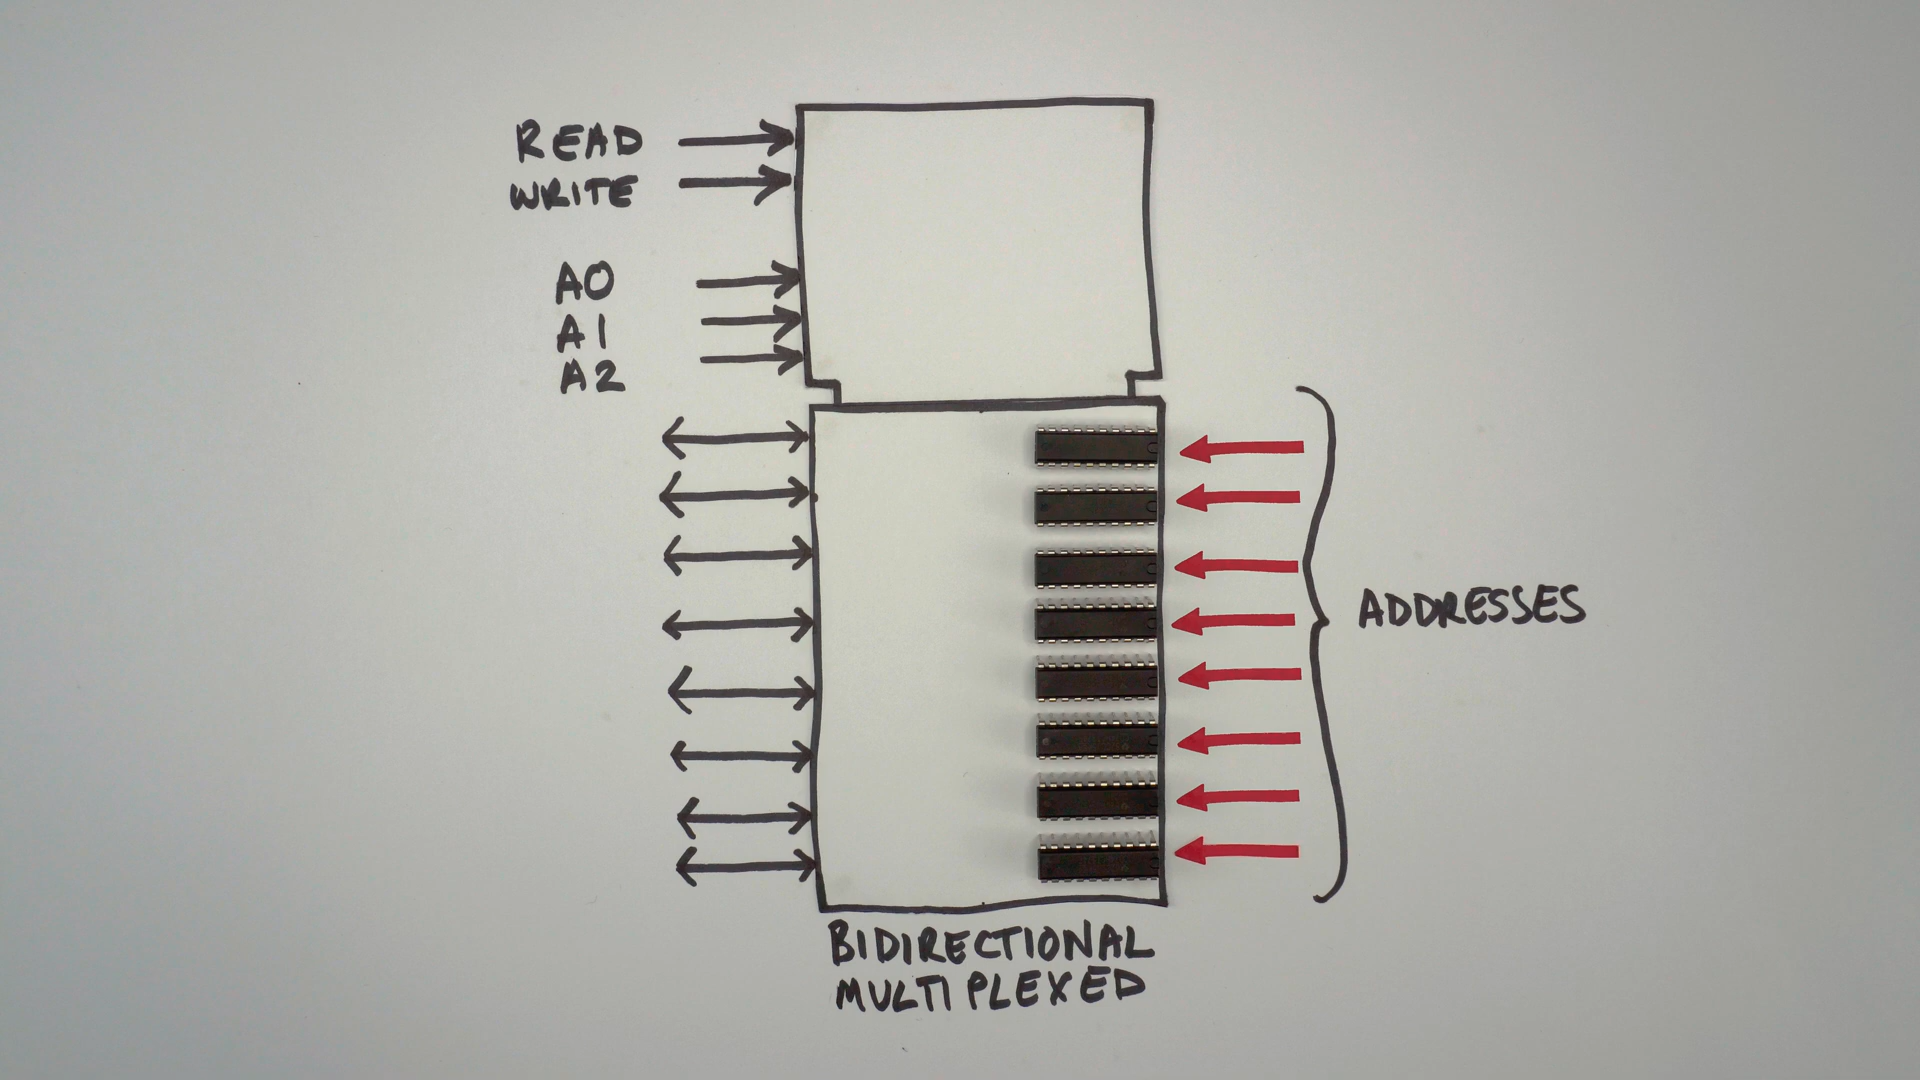 READ
WRITE
A0
A1
A2
ADDRESSES
BIDIRECTIONAL
MULTIPLEXED